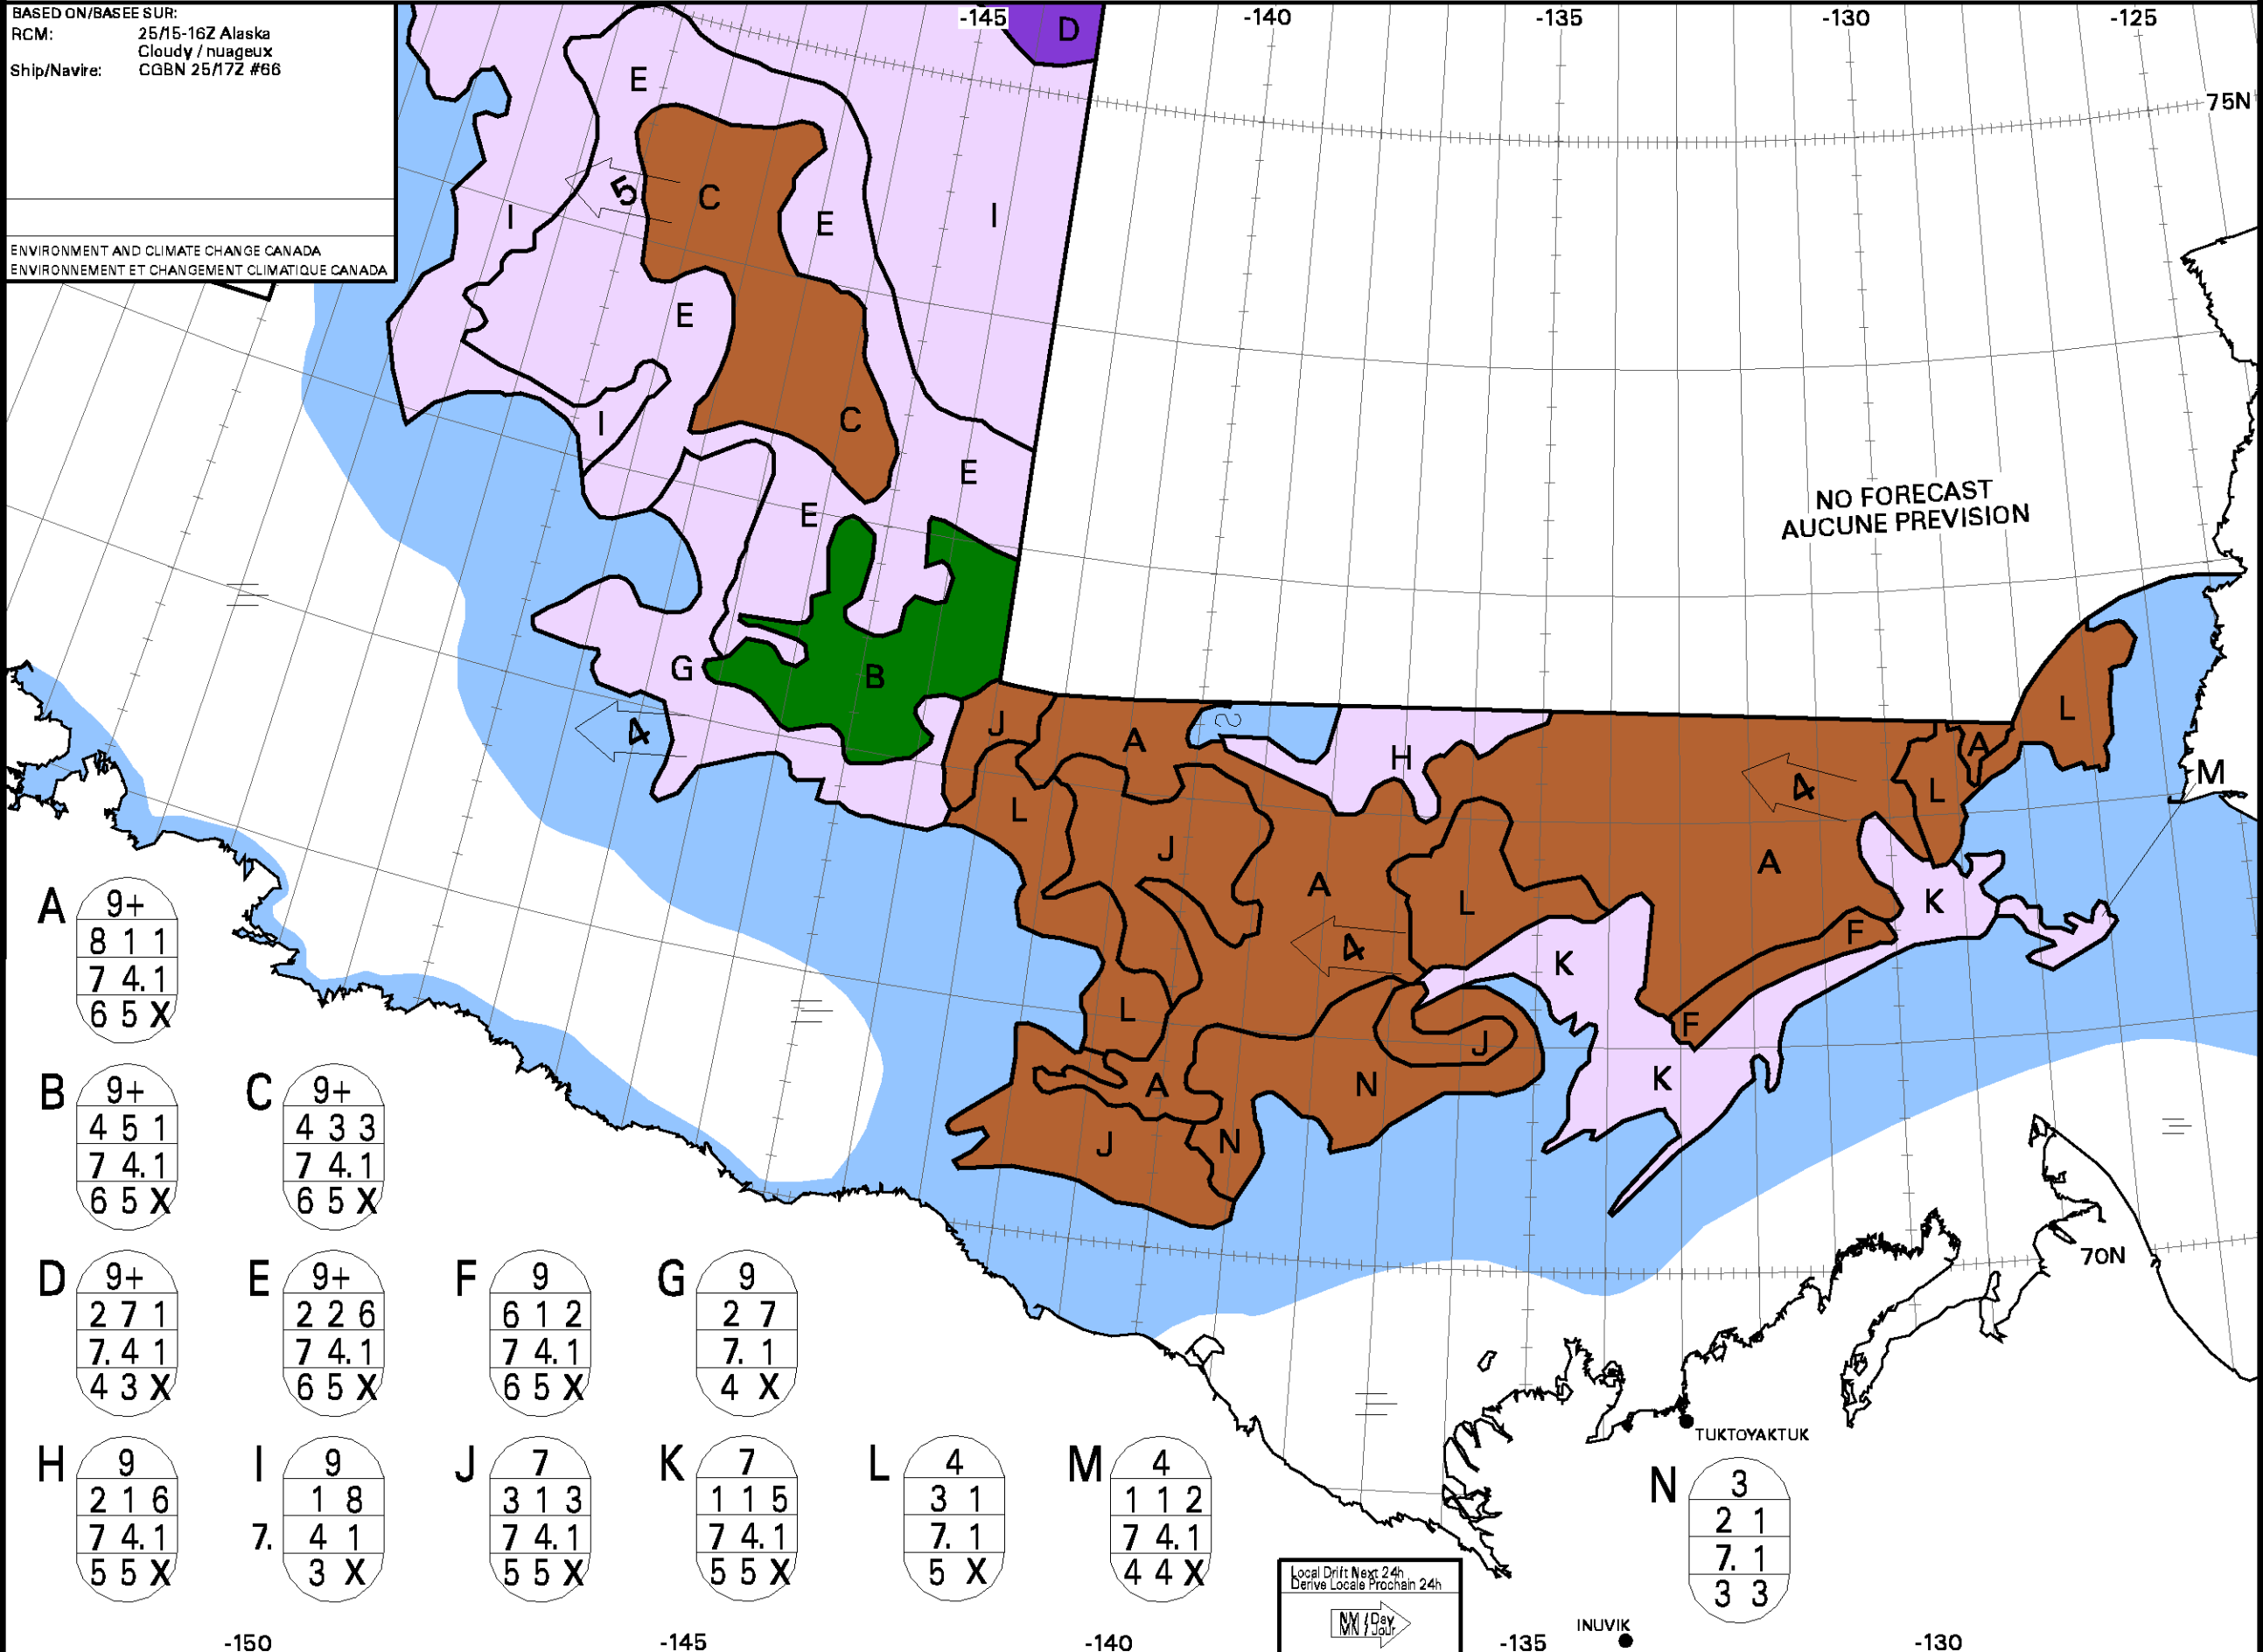 BASED ON/BASEE SUR:
RCM: 25/15-16Z Alaska
Cloudy / nuageux
Ship/Navire: CGBN 25/17Z #66
ENVIRONMENT AND CLIMATE CHANGE CANADA
ENVIRONNEMENT ET CHANGEMENT CLIMATIQUE CANADA
-145 -140 -135 -130 -125
D
75N
E
5 C E I I
E
I C
E
E
NO FORECAST
AUCUNE PREVISION
G B
4
J A H A L
L 4 L M
J A A
L K
4 F
K
L F
J
A N K
J N
70N
TUKTOYAKTUK
INUVIK
A
9+
8 1 1
7 4. 1
6 5 X
B
9+
4 5 1
7 4. 1
6 5 X
C
9+
4 3 3
7 4. 1
6 5 X
D
9+
2 7 1
7. 4 1
4 3 X
E
9+
2 2 6
7 4. 1
6 5 X
F
9
6 1 2
7 4. 1
6 5 X
G
9
2 7
7. 1
4 X
H
9
2 1 6
7 4. 1
5 5 X
I
9
1 8
7. 4 1
3 X
J
7
3 1 3
7 4. 1
5 5 X
K
7
1 1 5
7 4. 1
5 5 X
L
4
3 1
7. 1
5 X
M
4
1 1 2
7 4. 1
4 4 X
N
3
2 1
7. 1
3 3
Local Drift Next 24h
Derive Locale Prochain 24h
NM / Day
MN / Jour
-150 -145 -140 -135 -130